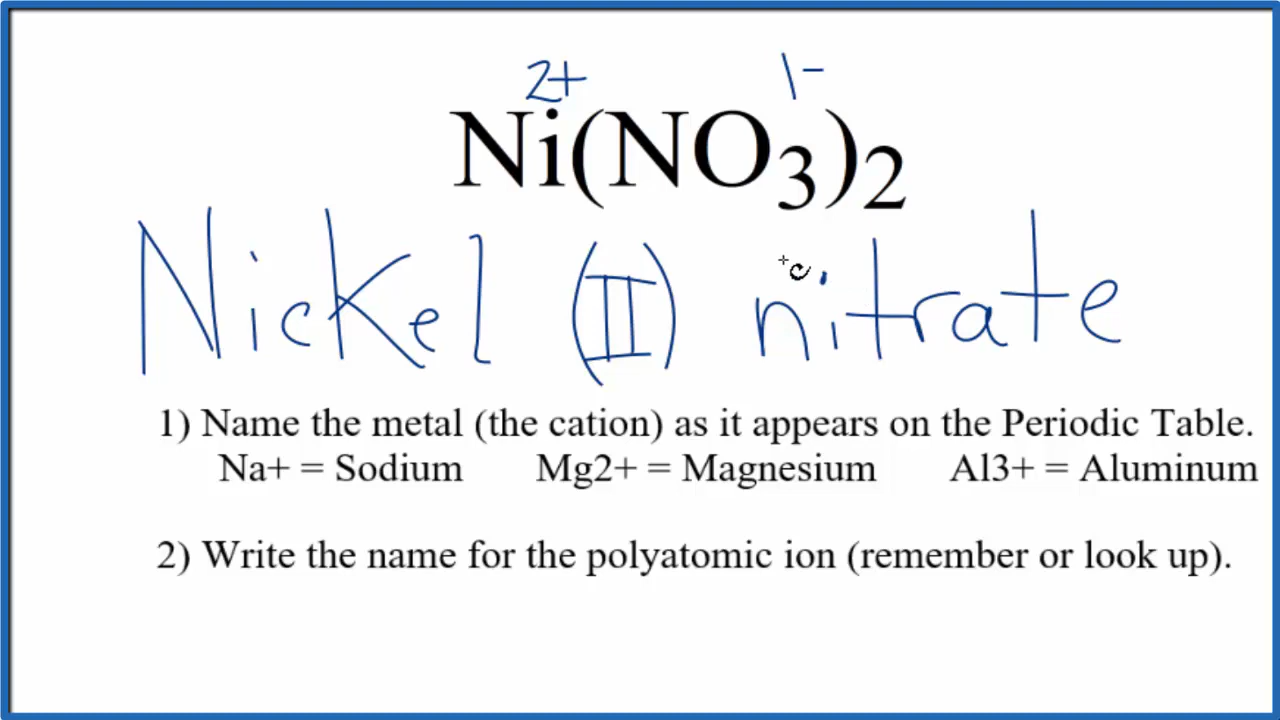 2+ 1-
Ni(NO3)2
Nickel (II) nitrate
1) Name the metal (the cation) as it appears on the Periodic Table.
Na+ = Sodium Mg2+ = Magnesium Al3+ = Aluminum
2) Write the name for the polyatomic ion (remember or look up).